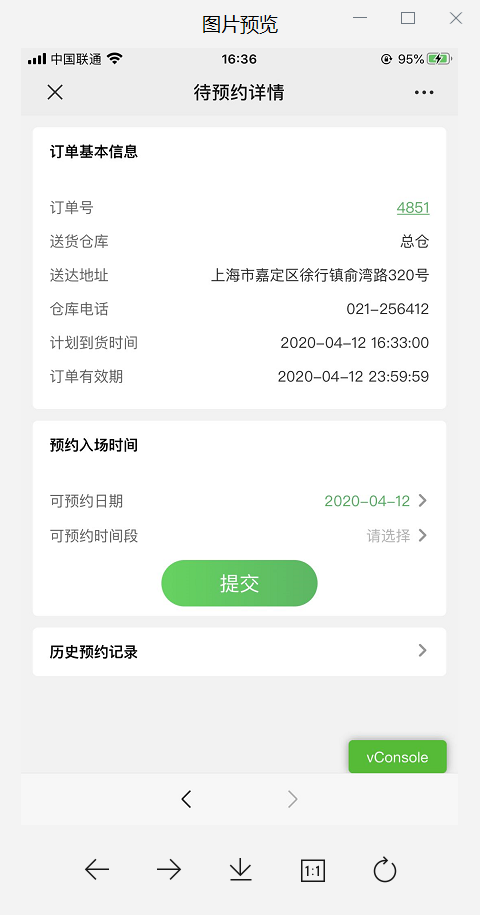 图片预览
中国联通 16:36 95%
待预约详情
订单基本信息
订单号 4851
送货仓库 总仓
送达地址 上海市嘉定区徐行镇俞湾路320号
仓库电话 021-256412
计划到货时间 2020-04-12 16:33:00
订单有效期 2020-04-12 23:59:59
预约入场时间
可预约日期 2020-04-12
可预约时间段 请选择
提交
历史预约记录
vConsole
1:1